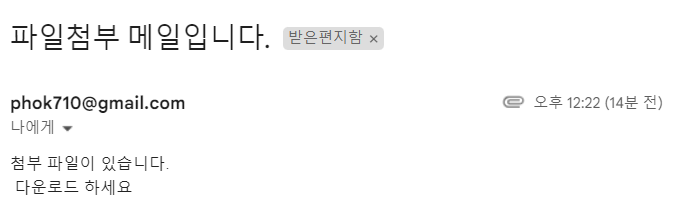 파일첨부 메일입니다. 받은편지함 ×
phok710@gmail.com 오후 12:22 (14분 전)
나에게
첨부 파일이 있습니다.
다운로드 하세요